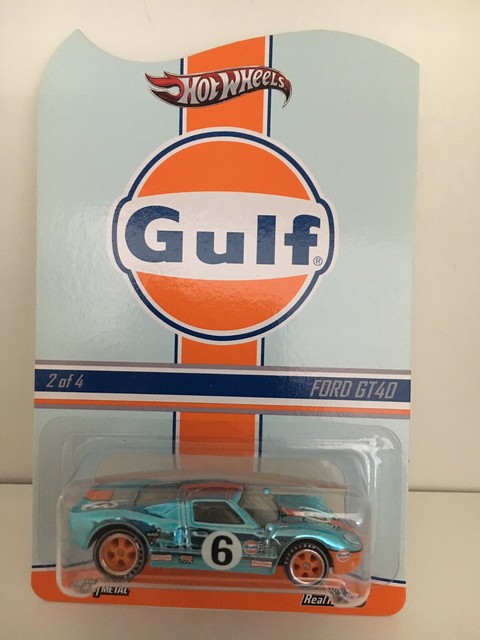 HOT WHEELS
Gulf®
2 of 4
FORD GT40
6
METAL
Real